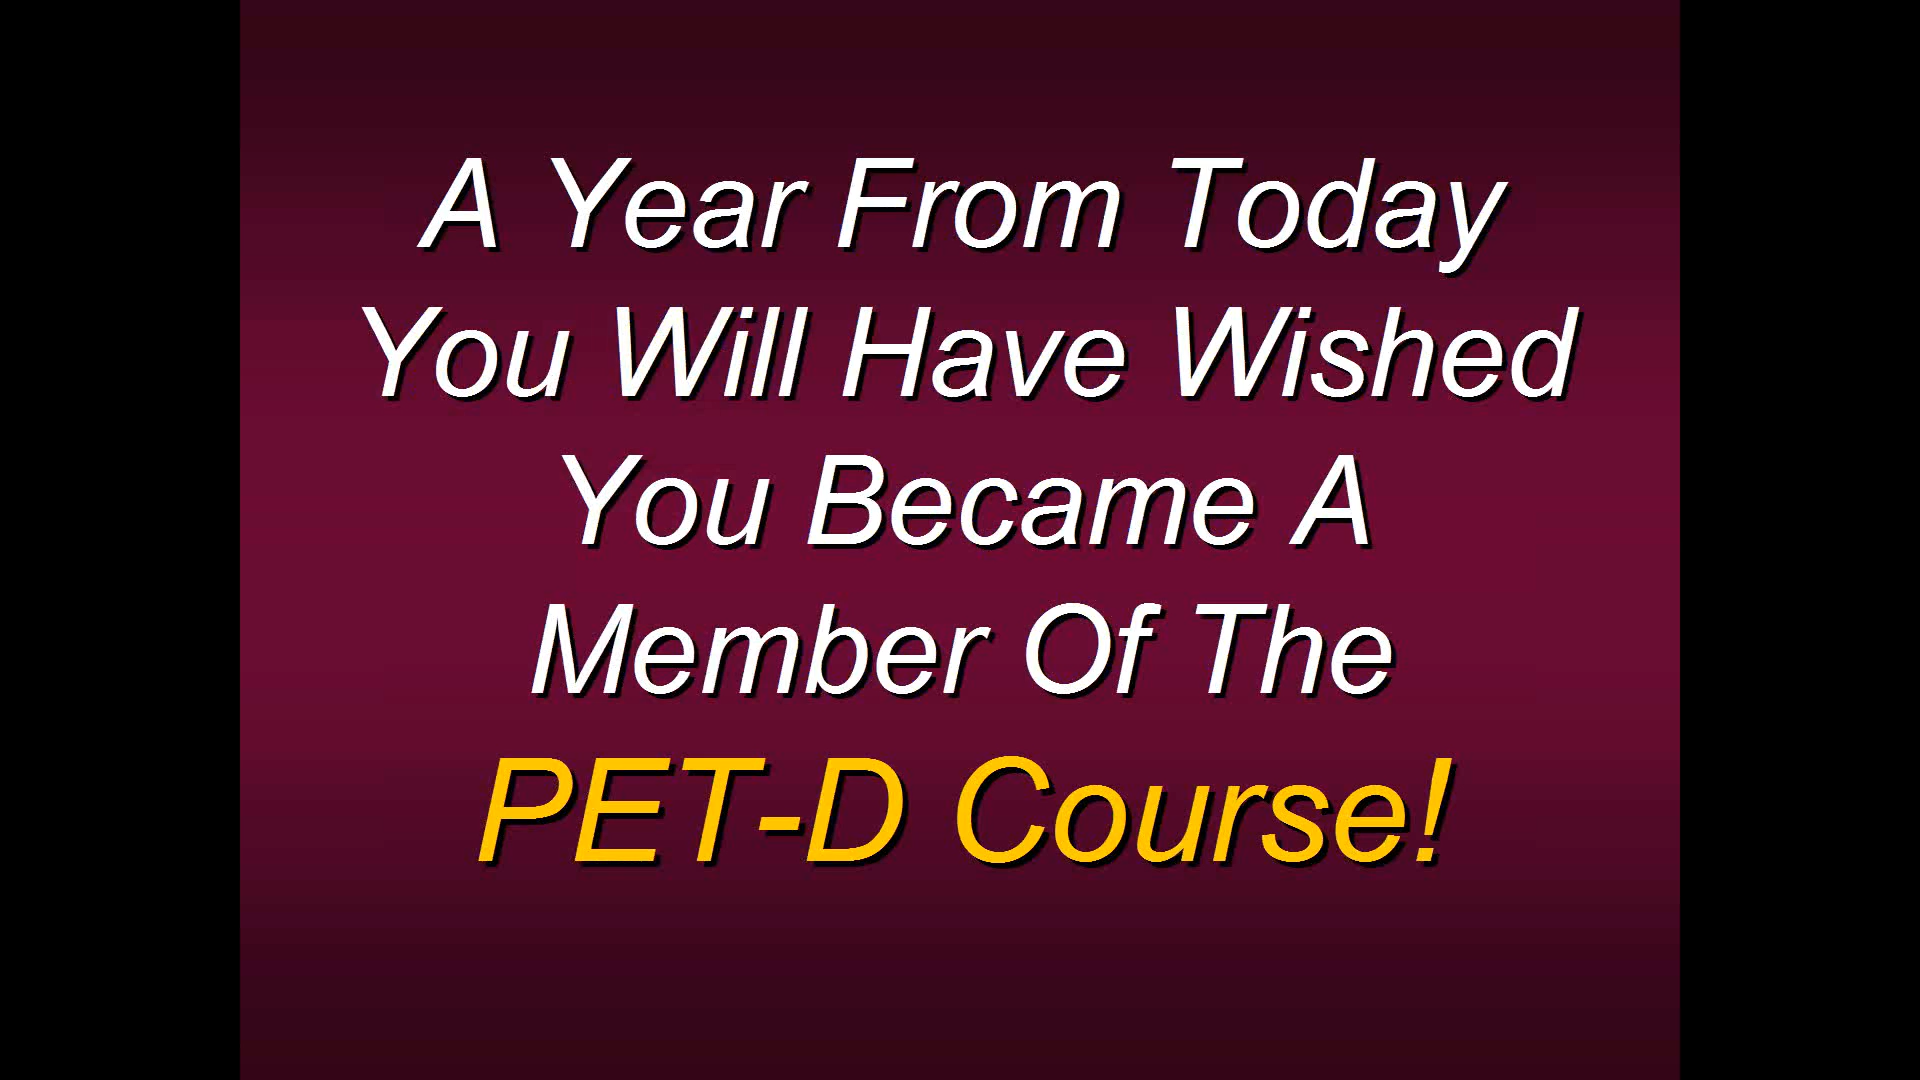 A Year From Today
You Will Have Wished
You Became A
Member Of The
PET-D Course!